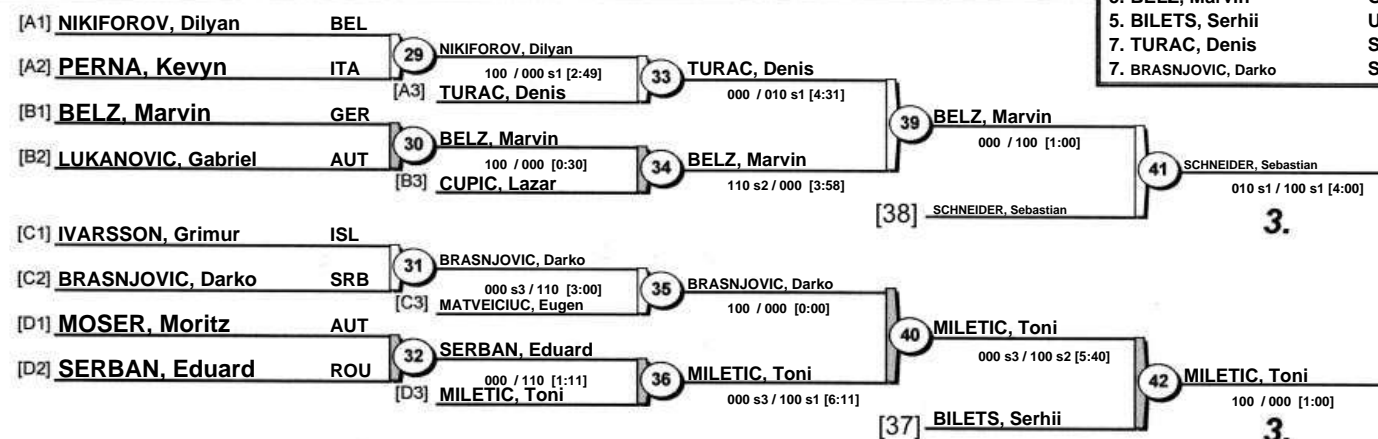 BELZ, Marvin
5. BILETS, Serhii U
7. TURAC, Denis S
7. BRASNJOVIC, Darko S
[A1] NIKIFOROV, Dilyan BEL
29 NIKIFOROV, Dilyan
[A2] PERNA, Kevyn ITA
100 / 000 s1 [2:49]
[A3] TURAC, Denis
33 TURAC, Denis
000 / 010 s1 [4:31]
[B1] BELZ, Marvin GER
30 BELZ, Marvin
[B2] LUKANOVIC, Gabriel AUT
100 / 000 [0:30]
[B3] CUPIC, Lazar
34 BELZ, Marvin
110 s2 / 000 [3:58]
39 BELZ, Marvin
000 / 100 [1:00]
[38] SCHNEIDER, Sebastian
41 SCHNEIDER, Sebastian
010 s1 / 100 s1 [4:00]
3.
[C1] IVARSSON, Grimur ISL
31 BRASNJOVIC, Darko
[C2] BRASNJOVIC, Darko SRB
000 s3 / 110 [3:00]
[C3] MATVEICIUC, Eugen
35 BRASNJOVIC, Darko
100 / 000 [0:00]
[D1] MOSER, Moritz AUT
32 SERBAN, Eduard
[D2] SERBAN, Eduard ROU
000 / 110 [1:11]
[D3] MILETIC, Toni
36 MILETIC, Toni
000 s3 / 100 s1 [6:11]
40 MILETIC, Toni
000 s3 / 100 s2 [5:40]
[37] BILETS, Serhii
42 MILETIC, Toni
100 / 000 [1:00]
3.